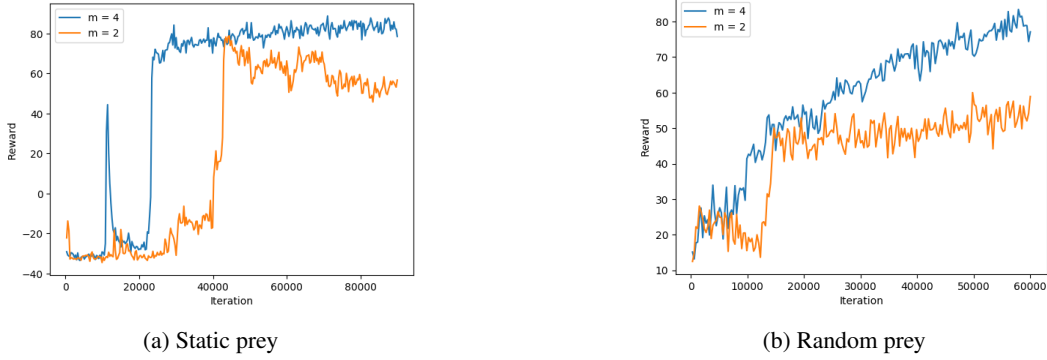 m = 4
m = 2
80
60
40
20
0
−20
−40
Reward
0
20000
40000
60000
80000
Iteration
(a) Static prey
m = 4
m = 2
80
70
60
50
40
30
20
10
Reward
0
10000
20000
30000
40000
50000
60000
Iteration
(b) Random prey